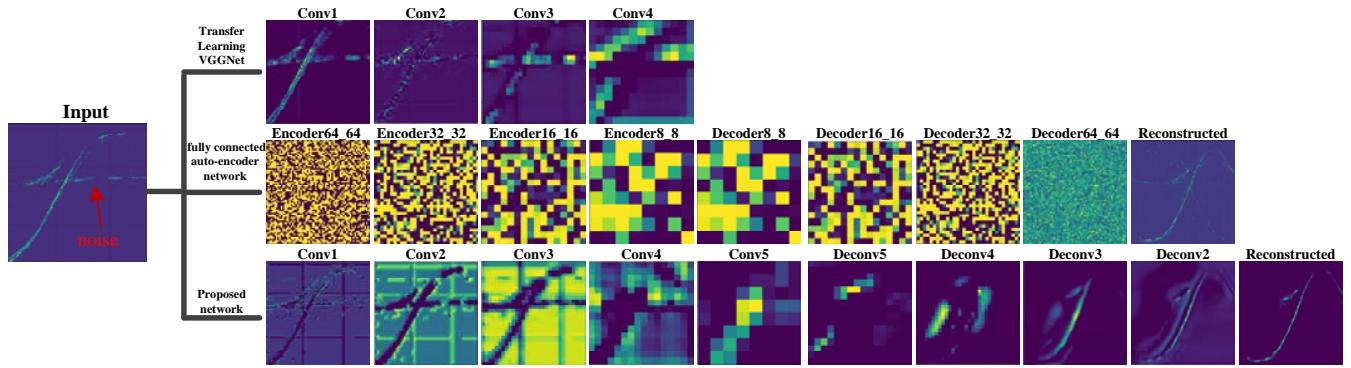 Transfer
Learning
VGGNet
Conv1 Conv2 Conv3 Conv4
Input
noise
fully connected
auto-encoder
network
Encoder64_64 Encoder32_32 Encoder16_16 Encoder8_8 Decoder8_8 Decoder16_16 Decoder32_32 Decoder64_64 Reconstructed
Proposed
network
Conv1 Conv2 Conv3 Conv4 Conv5 Deconv5 Deconv4 Deconv3 Deconv2 Reconstructed